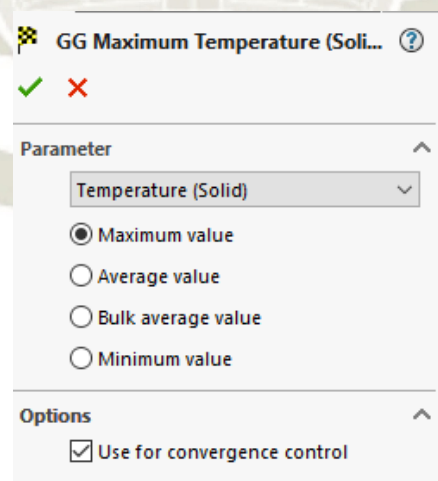 GG Maximum Temperature (Soli...
Parameter
Temperature (Solid)
Maximum value
Average value
Bulk average value
Minimum value
Options
Use for convergence control